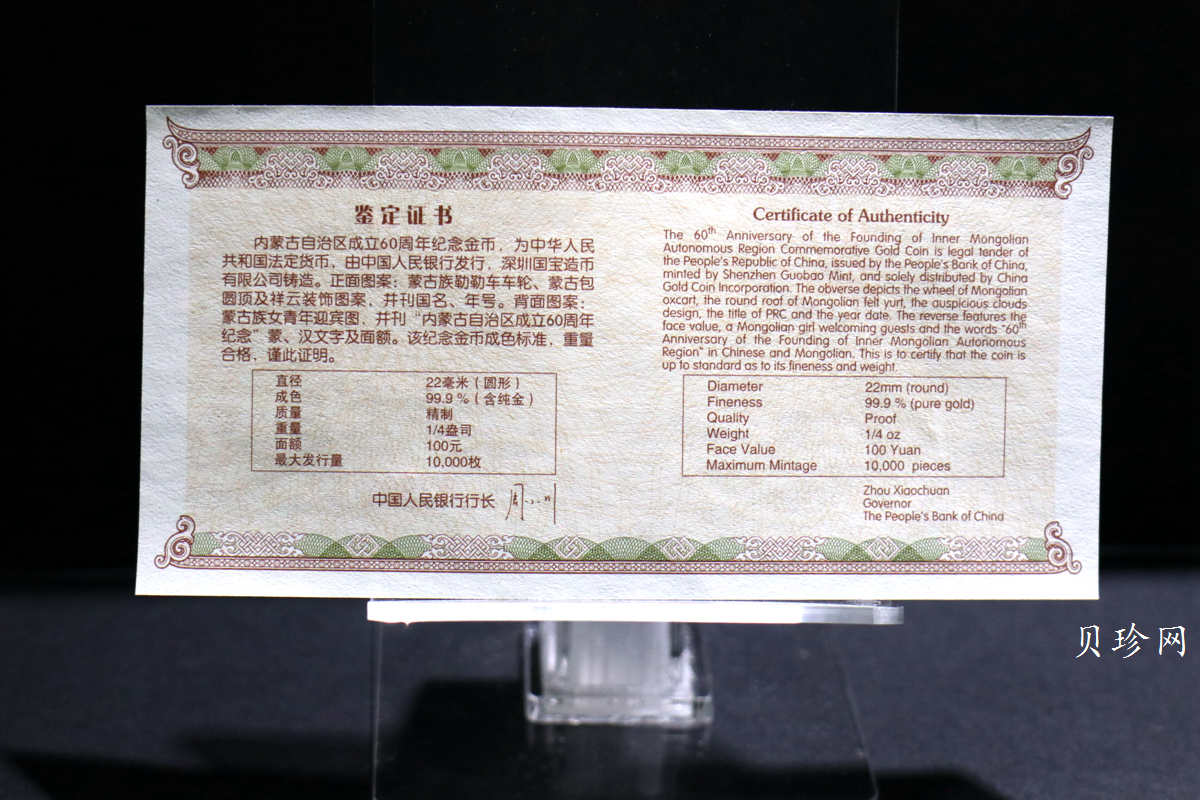 鉴定证书
内蒙古自治区成立60周年纪念金币，为中华人民
共和国法定货币，由中国人民银行发行，深圳国宝造币
有限公司铸造。正面图案：蒙古族勒勒车车轮、蒙古包
圆顶及祥云装饰图案，并刊国名、年号。背面图案：
蒙古族女青年迎宾图，并刊“内蒙古自治区成立60周年
纪念”蒙、汉文字及面额。该纪念金币成色标准，重量
合格，谨此证明。
直径 22毫米（圆形）
成色 99.9％（含纯金）
质量 精制
重量 1/4盎司
面额 100元
最大发行量 10,000枚
中国人民银行行长
Certificate of Authenticity
The 60th Anniversary of the Founding of Inner Mongolian
Autonomous Region Commemorative Gold Coin is legal tender of
the People's Republic of China, issued by the People's Bank of China,
minted by Shenzhen Guobao Mint, and solely distributed by China
Gold Coin Incorporation. The obverse depicts the wheel of Mongolian
oxcart, the round roof of Mongolian felt yurt, the auspicious clouds
design, the title of PRC and the year date. The reverse features the
face value, a Mongolian girl welcoming guests and the words "60th
Anniversary of the Founding of Inner Mongolian Autonomous
Region" in Chinese and Mongolian. This is to certify that the coin is
up to standard as to its fineness and weight.
Diameter 22mm (round)
Fineness 99.9 % (pure gold)
Quality Proof
Weight 1/4 oz
Face Value 100 Yuan
Maximum Mintage 10,000 pieces
Zhou Xiaochuan
Governor
The People's Bank of China
贝珍网